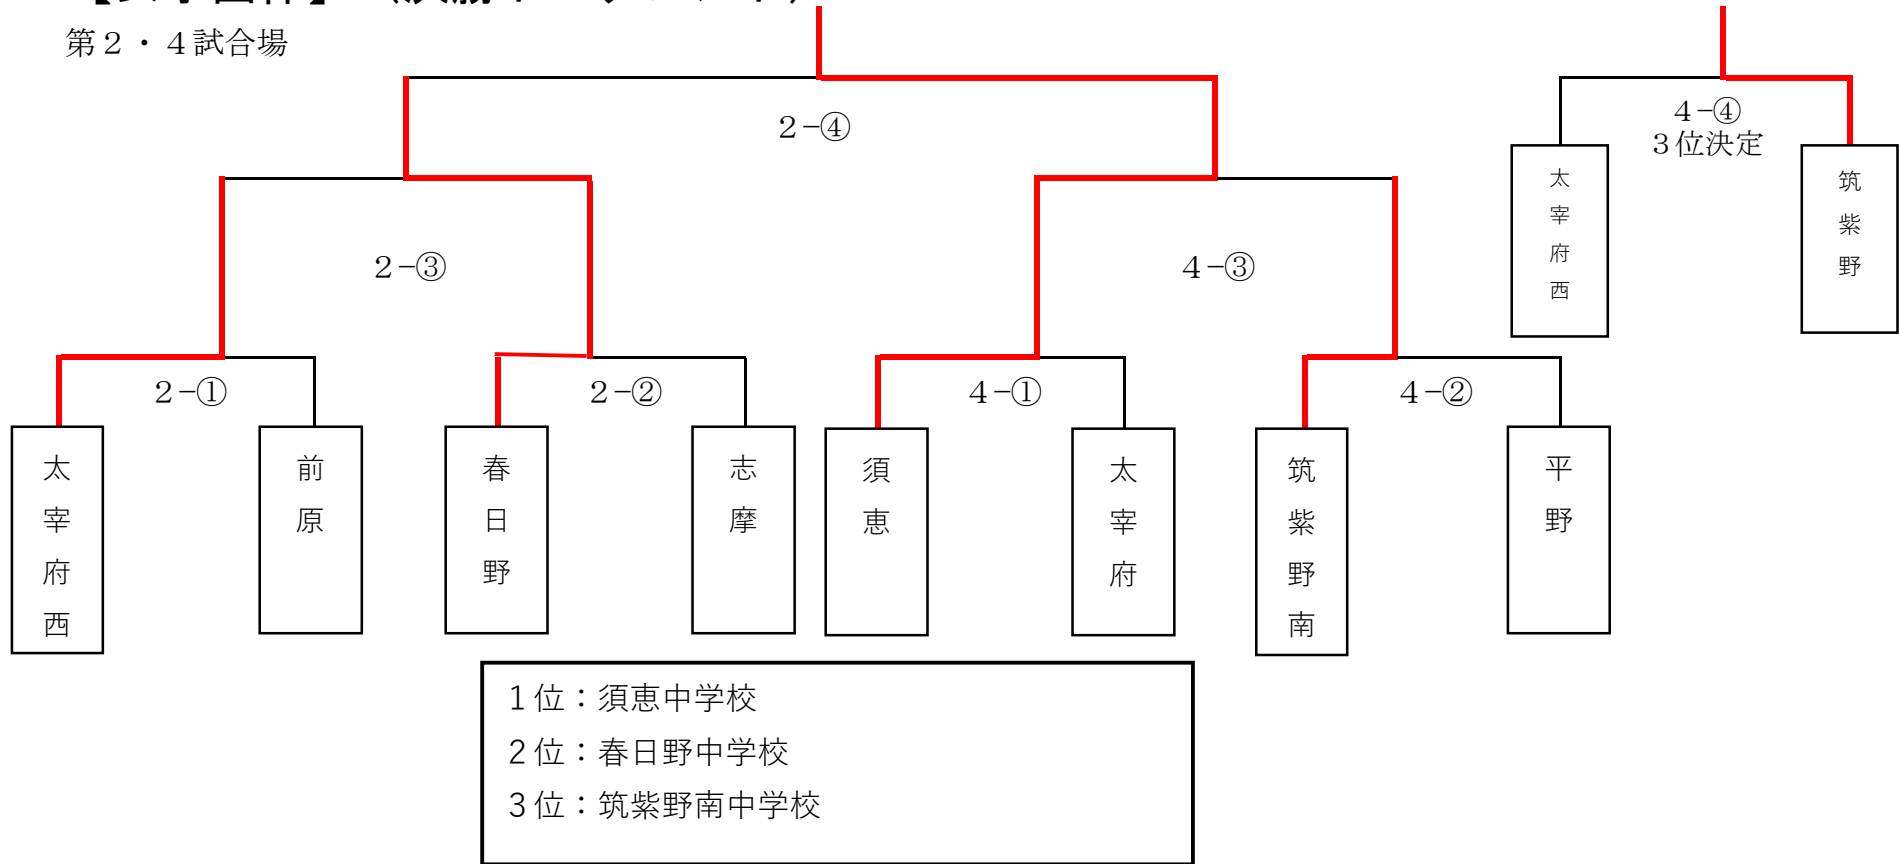 第２・４試合場
２−④
４−④
３位決定
太宰府西
筑紫野
２−③
４−③
２−①
２−②
４−①
４−②
太宰府西
前原
春日野
志摩
須恵
太宰府
筑紫野南
平野
１位：須恵中学校
２位：春日野中学校
３位：筑紫野南中学校